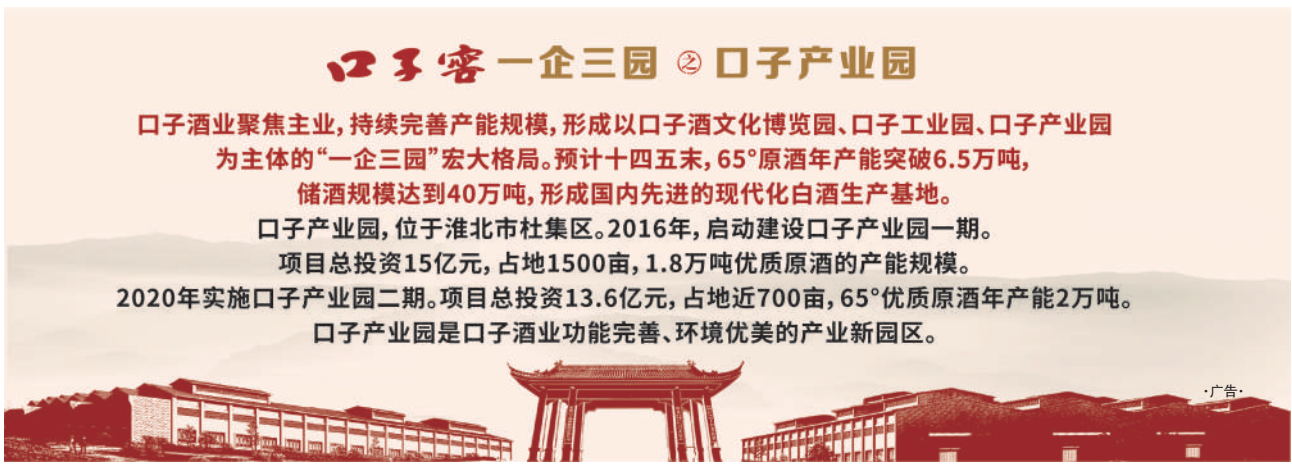 口子窖 一企三园 之 口子产业园
口子酒业聚焦主业,持续完善产能规模,形成以口子酒文化博览园、口子工业园、口子产业园
为主体的“一企三园”宏大格局。预计十四五末,65°原酒年产能突破6.5万吨,
储酒规模达到40万吨,形成国内先进的现代化白酒生产基地。
口子产业园,位于淮北市杜集区。2016年,启动建设口子产业园一期。
项目总投资15亿元,占地1500亩,1.8万吨优质原酒的产能规模。
2020年实施口子产业园二期。项目总投资13.6亿元,占地近700亩,65°优质原酒年产能2万吨。
口子产业园是口子酒业功能完善、环境优美的产业新园区。
·广告·